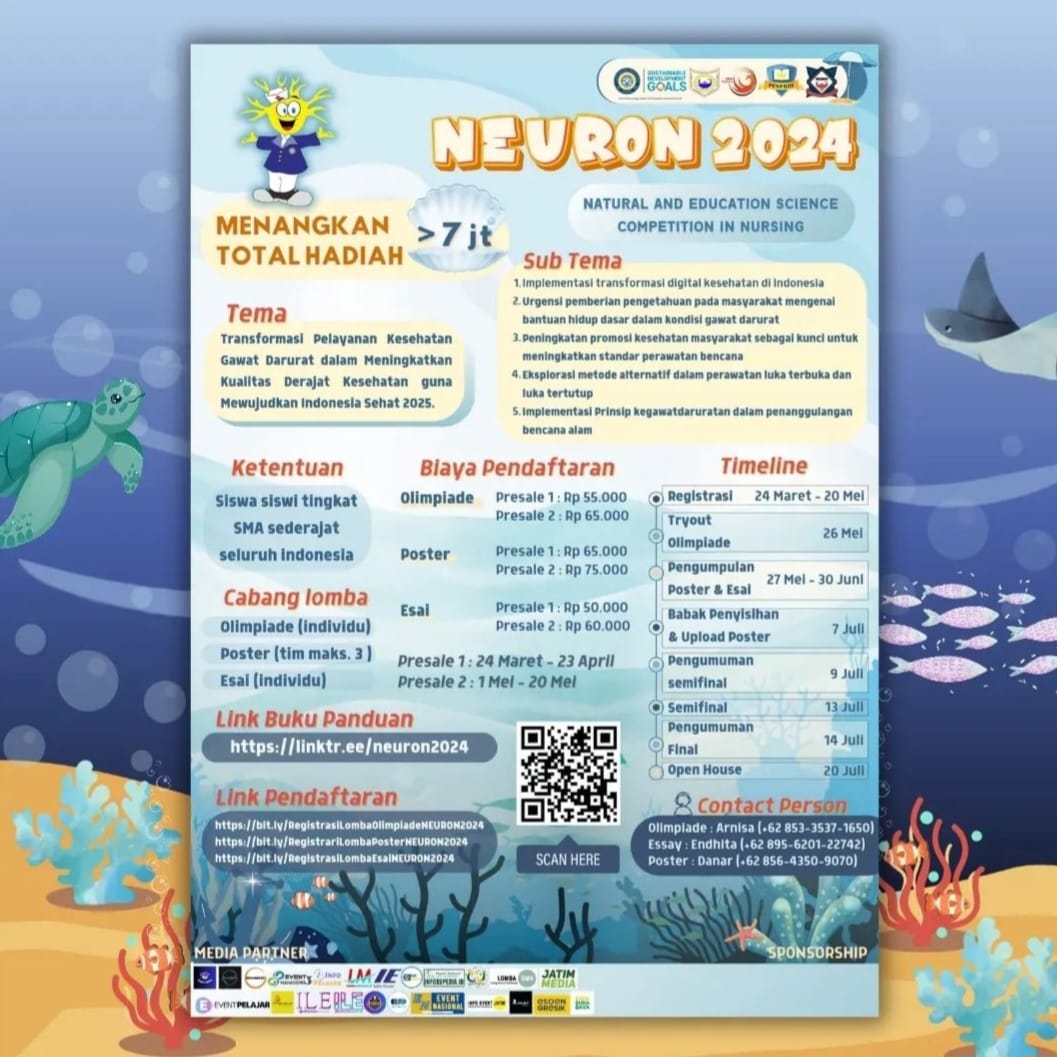 SUSTAINABLE
DEVELOPMENT
GOALS
NEURON 2024
NATURAL AND EDUCATION SCIENCE
COMPETITION IN NURSING
MENANGKAN
TOTAL HADIAH
>7 jt
Tema
Transformasi Pelayanan Kesehatan
Gawat Darurat dalam Meningkatkan
Kualitas Derajat Kesehatan guna
Mewujudkan Indonesia Sehat 2025.
Sub Tema
1. Implementasi transformasi digital kesehatan di Indonesia
2. Urgensi pemberian pengetahuan pada masyarakat mengenai
bantuan hidup dasar dalam kondisi gawat darurat
3. Peningkatan promosi kesehatan masyarakat sebagai kunci untuk
meningkatkan standar perawatan bencana
4. Eksplorasi metode alternatif dalam perawatan luka terbuka dan
luka tertutup
5. Implementasi Prinsip kegawatdaruratan dalam penanggulangan
bencana alam
Ketentuan
Siswa siswi tingkat
SMA sederajat
seluruh indonesia
Cabang lomba
Olimpiade (individu)
Poster (tim maks. 3 )
Esai (individu)
Biaya Pendaftaran
Olimpiade Presale 1 : Rp 55.000
Presale 2 : Rp 65.000
Poster Presale 1 : Rp 65.000
Presale 2 : Rp 75.000
Esai Presale 1 : Rp 50.000
Presale 2 : Rp 60.000
Presale 1 : 24 Maret - 23 April
Presale 2 : 1 Mei - 20 Mei
Timeline
Registrasi 24 Maret - 20 Mei
Tryout
Olimpiade 26 Mei
Pengumpulan
Poster & Esai 27 Mei - 30 Juni
Babak Penyisihan
& Upload Poster 7 Juli
Pengumuman
semifinal 9 Juli
Semifinal 13 Juli
Pengumuman
Final 14 Juli
Open House 20 Juli
Link Buku Panduan
https://linktr.ee/neuron2024
Link Pendaftaran
https://bit.ly/RegistrasiLombaOlimpiadeNEURON2024
https://bit.ly/RegistrarLombaPosterNEURON2024
https://bit.ly/RegistrasiLombaEsaiNEURON2024
SCAN HERE
Contact Person
Olimpiade : Arnisa (+62 853-3537-1650)
Essay : Endhita (+62 895-6201-22742)
Poster : Danar (+62 856-4350-9070)
MEDIA PARTNER
SPONSORSHIP
LM
LOMBA
JATIM
MEDIA
EVENTPELAJAR
EVENT
NASIONAL